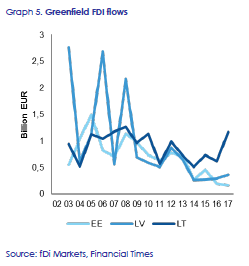 Graph 5. Greenfield FDI flows
3
2,5
2
1,5
1
0,5
0
Billion EUR
02 03 04 05 06 07 08 09 10 11 12 13 14 15 16 17
EE LV LT
Source: fDi Markets, Financial Times